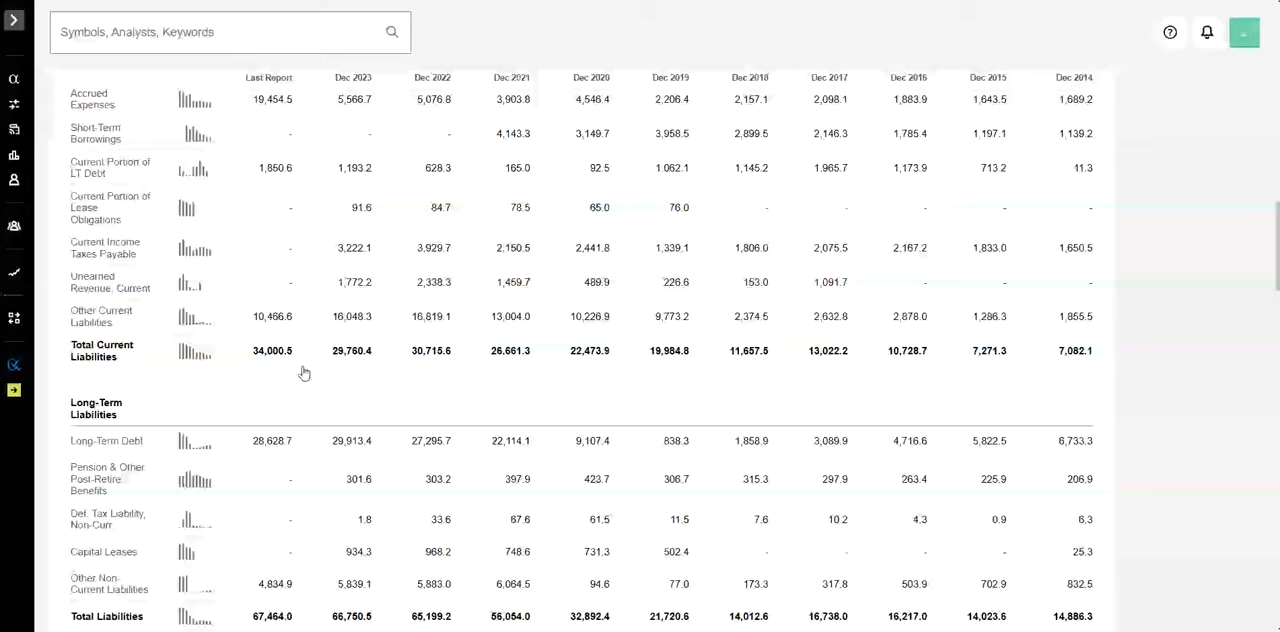 Symbols, Analysts, Keywords
Last Report Dec 2023 Dec 2022 Dec 2021 Dec 2020 Dec 2019 Dec 2018 Dec 2017 Dec 2016 Dec 2015 Dec 2014
Accrued
Expenses
19,454.5 5,566.7 5,076.8 3,903.8 4,546.4 2,206.4 2,157.1 2,098.1 1,883.9 1,643.5 1,689.2
Short-Term
Borrowings
- - - 4,143.3 3,149.7 3,958.5 2,899.5 2,146.3 1,785.4 1,197.1 1,139.2
Current Portion of
LT Debt
1,850.6 1,193.2 628.3 165.0 92.5 1,062.1 1,145.2 1,965.7 1,173.9 713.2 11.3
Current Portion of
Lease
Obligations
- 91.6 84.7 78.5 65.0 76.0 - - - - -
Current Income
Taxes Payable
- 3,222.1 3,929.7 2,150.5 2,441.8 1,339.1 1,806.0 2,075.5 2,167.2 1,833.0 1,650.5
Unearned
Revenue, Current
- 1,772.2 2,338.3 1,459.7 489.9 226.6 153.0 1,091.7 - - -
Other Current
Liabilities
10,466.6 16,048.3 16,819.1 13,004.0 10,226.9 9,773.2 2,374.5 2,632.8 2,878.0 1,286.3 1,855.5
Total Current
Liabilities
34,000.5 29,760.4 30,715.6 26,661.3 22,473.9 19,984.8 11,657.5 13,022.2 10,728.7 7,271.3 7,082.1
Long-Term
Liabilities
Long-Term Debt 28,628.7 29,913.4 27,295.7 22,114.1 9,107.4 838.3 1,858.9 3,089.9 4,716.6 5,822.5 6,733.3
Pension & Other
Post-Retire.
Benefits
- 301.6 303.2 397.9 423.7 306.7 315.3 297.9 263.4 225.9 206.9
Def. Tax Liability,
Non-Curr.
- 1.8 33.6 67.6 61.5 11.5 7.6 10.2 4.3 0.9 6.3
Capital Leases - 934.3 968.2 748.6 731.3 502.4 - - - - 25.3
Other Non-
Current Liabilities
4,834.9 5,839.1 5,883.0 6,064.5 94.6 77.0 173.3 317.8 503.9 702.9 832.5
Total Liabilities 67,464.0 66,750.5 65,199.2 56,054.0 32,892.4 21,720.6 14,012.6 16,738.0 16,217.0 14,023.6 14,886.3